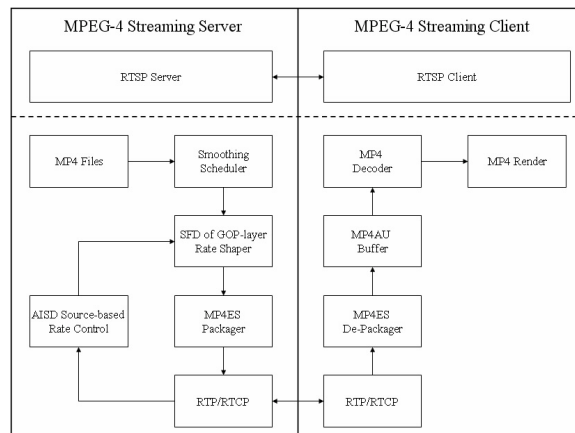 MPEG-4 Streaming Server
MPEG-4 Streaming Client
RTSP Server
RTSP Client
MP4 Files
Smoothing
Scheduler
MP4
Decoder
MP4 Render
SFD of GOP-layer
Rate Shaper
MP4AU
Buffer
AISD Source-based
Rate Control
MP4ES
Packager
MP4ES
De-Packager
RTP/RTCP
RTP/RTCP